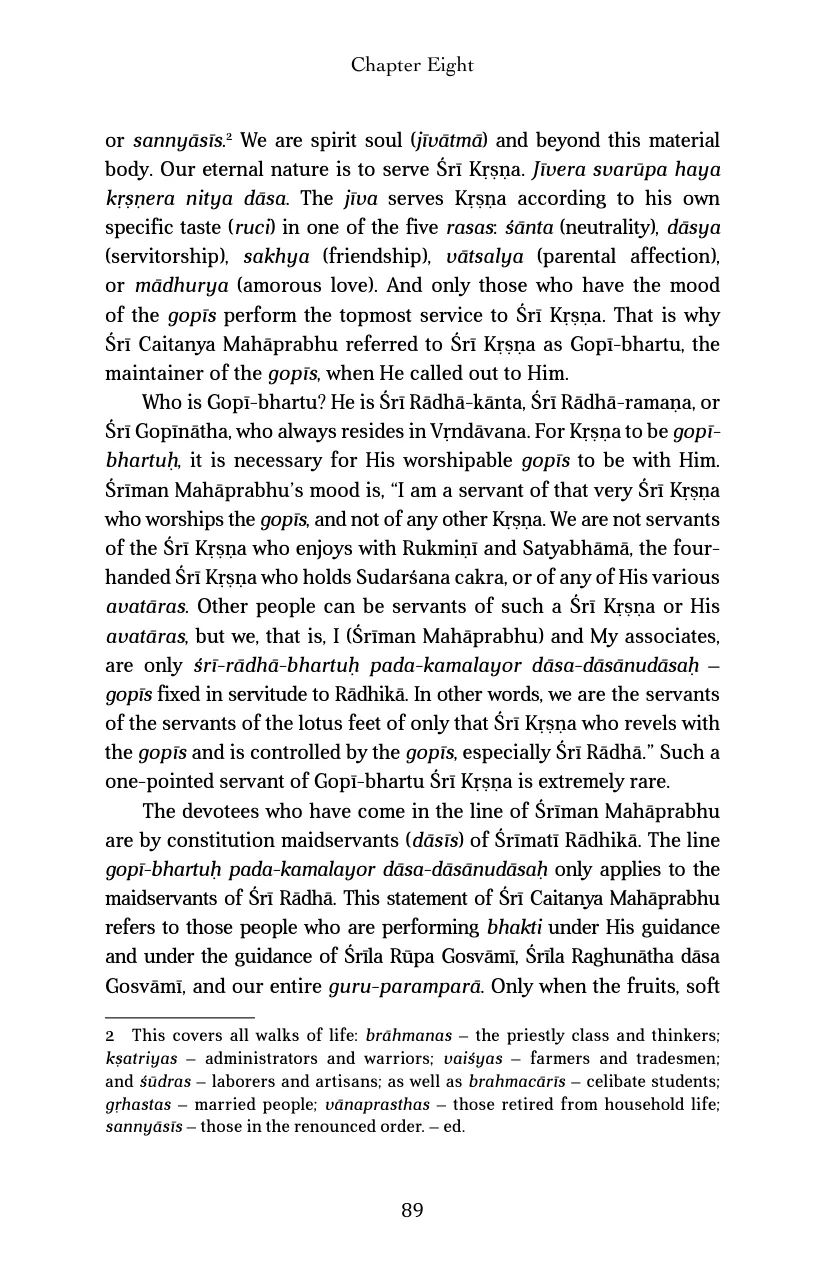 Chapter Eight
or sannyāsīs.² We are spirit soul (jīvātmā) and beyond this material
body. Our eternal nature is to serve Śrī Kṛṣṇa. Jīvera svarūpa haya
kṛṣṇera nitya dāsa. The jīva serves Kṛṣṇa according to his own
specific taste (ruci) in one of the five rasas: śānta (neutrality), dāsya
(servitorship), sakhya (friendship), vātsalya (parental affection),
or mādhurya (amorous love). And only those who have the mood
of the gopīs perform the topmost service to Śrī Kṛṣṇa. That is why
Śrī Caitanya Mahāprabhu referred to Śrī Kṛṣṇa as Gopī-bhartu, the
maintainer of the gopīs, when He called out to Him.
Who is Gopī-bhartu? He is Śrī Rādhā-kānta, Śrī Rādhā-ramaṇa, or
Śrī Gopīnātha, who always resides in Vṛndāvana. For Kṛṣṇa to be gopī-
bhartuḥ, it is necessary for His worshipable gopīs to be with Him.
Śrīman Mahāprabhu’s mood is, “I am a servant of that very Śrī Kṛṣṇa
who worships the gopīs, and not of any other Kṛṣṇa. We are not servants
of the Śrī Kṛṣṇa who enjoys with Rukmiṇī and Satyabhāmā, the four-
handed Śrī Kṛṣṇa who holds Sudarśana cakra, or of any of His various
avatāras. Other people can be servants of such a Śrī Kṛṣṇa or His
avatāras, but we, that is, I (Śrīman Mahāprabhu) and My associates,
are only śrī-rādhā-bhartuḥ pada-kamalayor dāsa-dāsānudāsaḥ –
gopīs fixed in servitude to Rādhikā. In other words, we are the servants
of the servants of the lotus feet of only that Śrī Kṛṣṇa who revels with
the gopīs and is controlled by the gopīs, especially Śrī Rādhā.” Such a
one-pointed servant of Gopī-bhartu Śrī Kṛṣṇa is extremely rare.
The devotees who have come in the line of Śrīman Mahāprabhu
are by constitution maidservants (dāsīs) of Śrīmatī Rādhikā. The line
gopī-bhartuḥ pada-kamalayor dāsa-dāsānudāsaḥ only applies to the
maidservants of Śrī Rādhā. This statement of Śrī Caitanya Mahāprabhu
refers to those people who are performing bhakti under His guidance
and under the guidance of Śrīla Rūpa Gosvāmī, Śrīla Raghunātha dāsa
Gosvāmī, and our entire guru-paramparā. Only when the fruits, soft
2 This covers all walks of life: brāhmanas – the priestly class and thinkers;
kṣatriyas – administrators and warriors; vaiśyas – farmers and tradesmen;
and śūdras – laborers and artisans; as well as brahmacārīs – celibate students;
gṛhastas – married people; vānaprasthas – those retired from household life;
sannyāsīs – those in the renounced order. – ed.
89